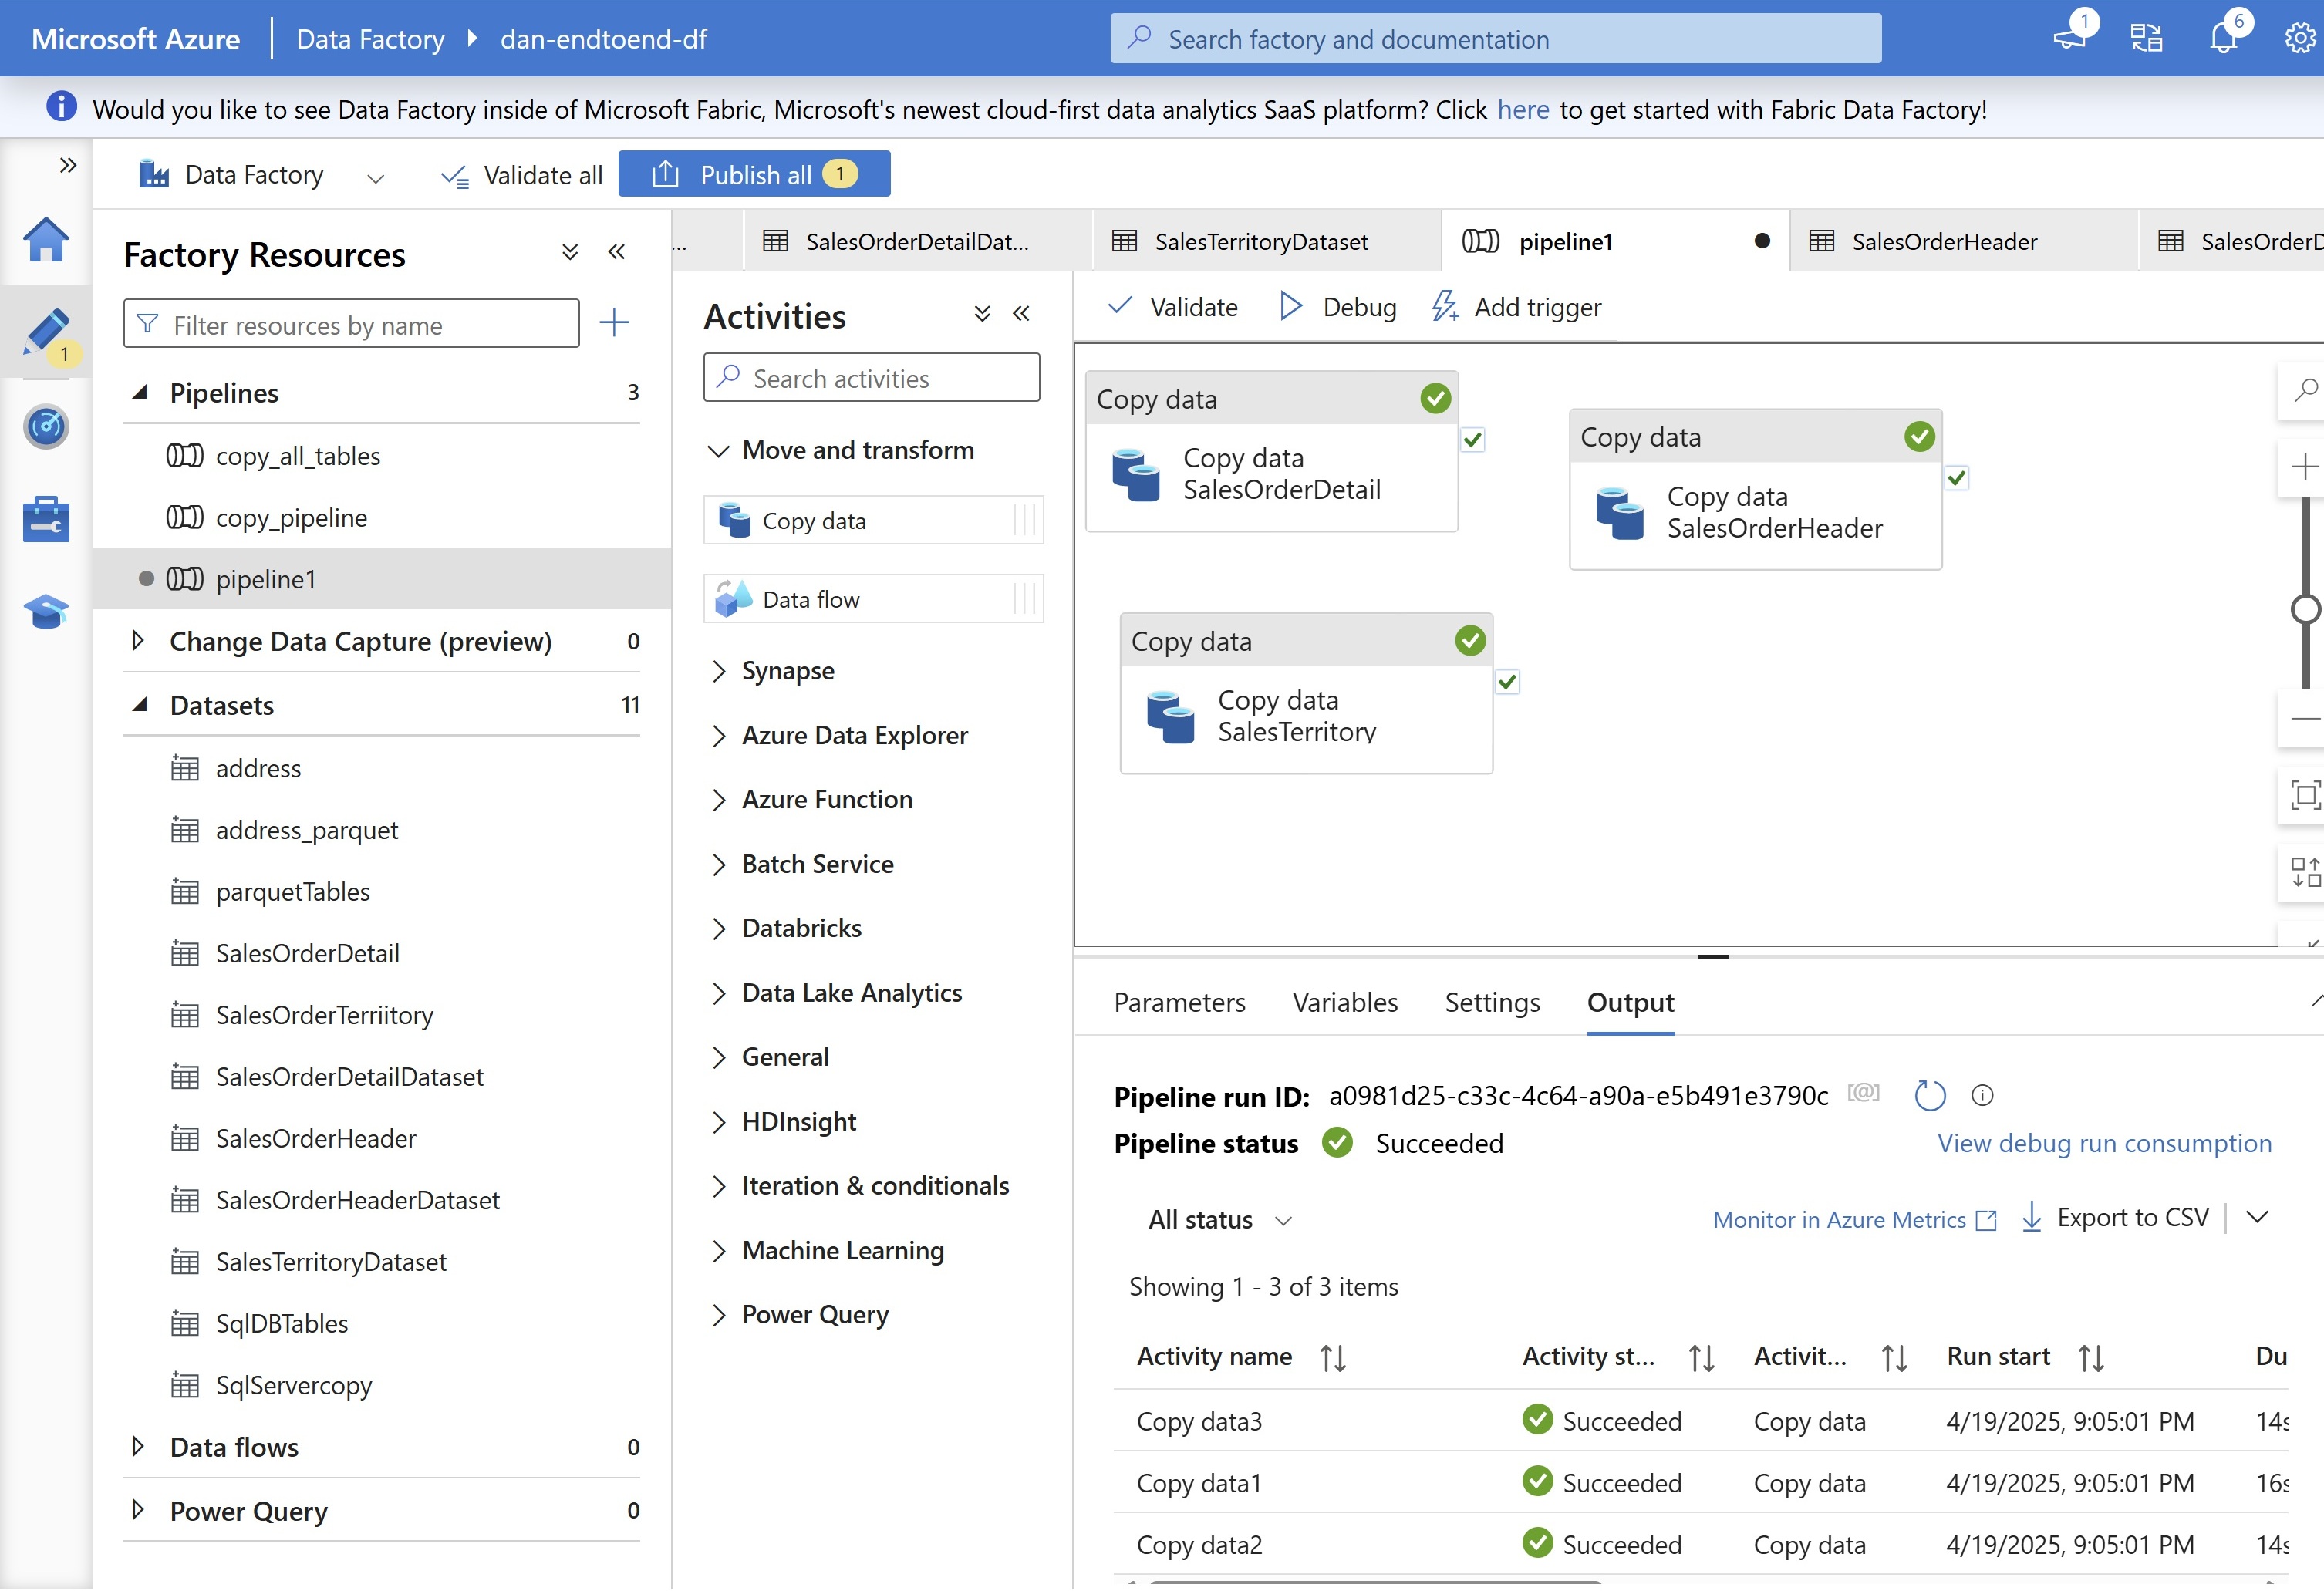 Microsoft Azure
Data Factory
dan-endtoend-df
Search factory and documentation
1
6
Would you like to see Data Factory inside of Microsoft Fabric, Microsoft's newest cloud-first data analytics SaaS platform? Click here to get started with Fabric Data Factory!
Data Factory
Validate all
Publish all 1
1
Factory Resources
Filter resources by name
Pipelines 3
copy_all_tables
copy_pipeline
pipeline1
Change Data Capture (preview) 0
Datasets 11
address
address_parquet
parquetTables
SalesOrderDetail
SalesOrderTerriitory
SalesOrderDetailDataset
SalesOrderHeader
SalesOrderHeaderDataset
SalesTerritoryDataset
SqlDBTables
SqlServercopy
Data flows 0
Power Query 0
...
SalesOrderDetailDat...
SalesTerritoryDataset
pipeline1
SalesOrderHeader
SalesOrderD
Activities
Search activities
Move and transform
Copy data
Data flow
Synapse
Azure Data Explorer
Azure Function
Batch Service
Databricks
Data Lake Analytics
General
HDInsight
Iteration & conditionals
Machine Learning
Power Query
Validate
Debug
Add trigger
Copy data
Copy data
SalesOrderDetail
Copy data
Copy data
SalesOrderHeader
Copy data
Copy data
SalesTerritory
Parameters
Variables
Settings
Output
Pipeline run ID: a0981d25-c33c-4c64-a90a-e5b491e3790c
Pipeline status Succeeded
View debug run consumption
All status
Monitor in Azure Metrics
Export to CSV
Showing 1 - 3 of 3 items
Activity name Activity st... Activit... Run start Du
Copy data3 Succeeded Copy data 4/19/2025, 9:05:01 PM 14s
Copy data1 Succeeded Copy data 4/19/2025, 9:05:01 PM 16s
Copy data2 Succeeded Copy data 4/19/2025, 9:05:01 PM 14s